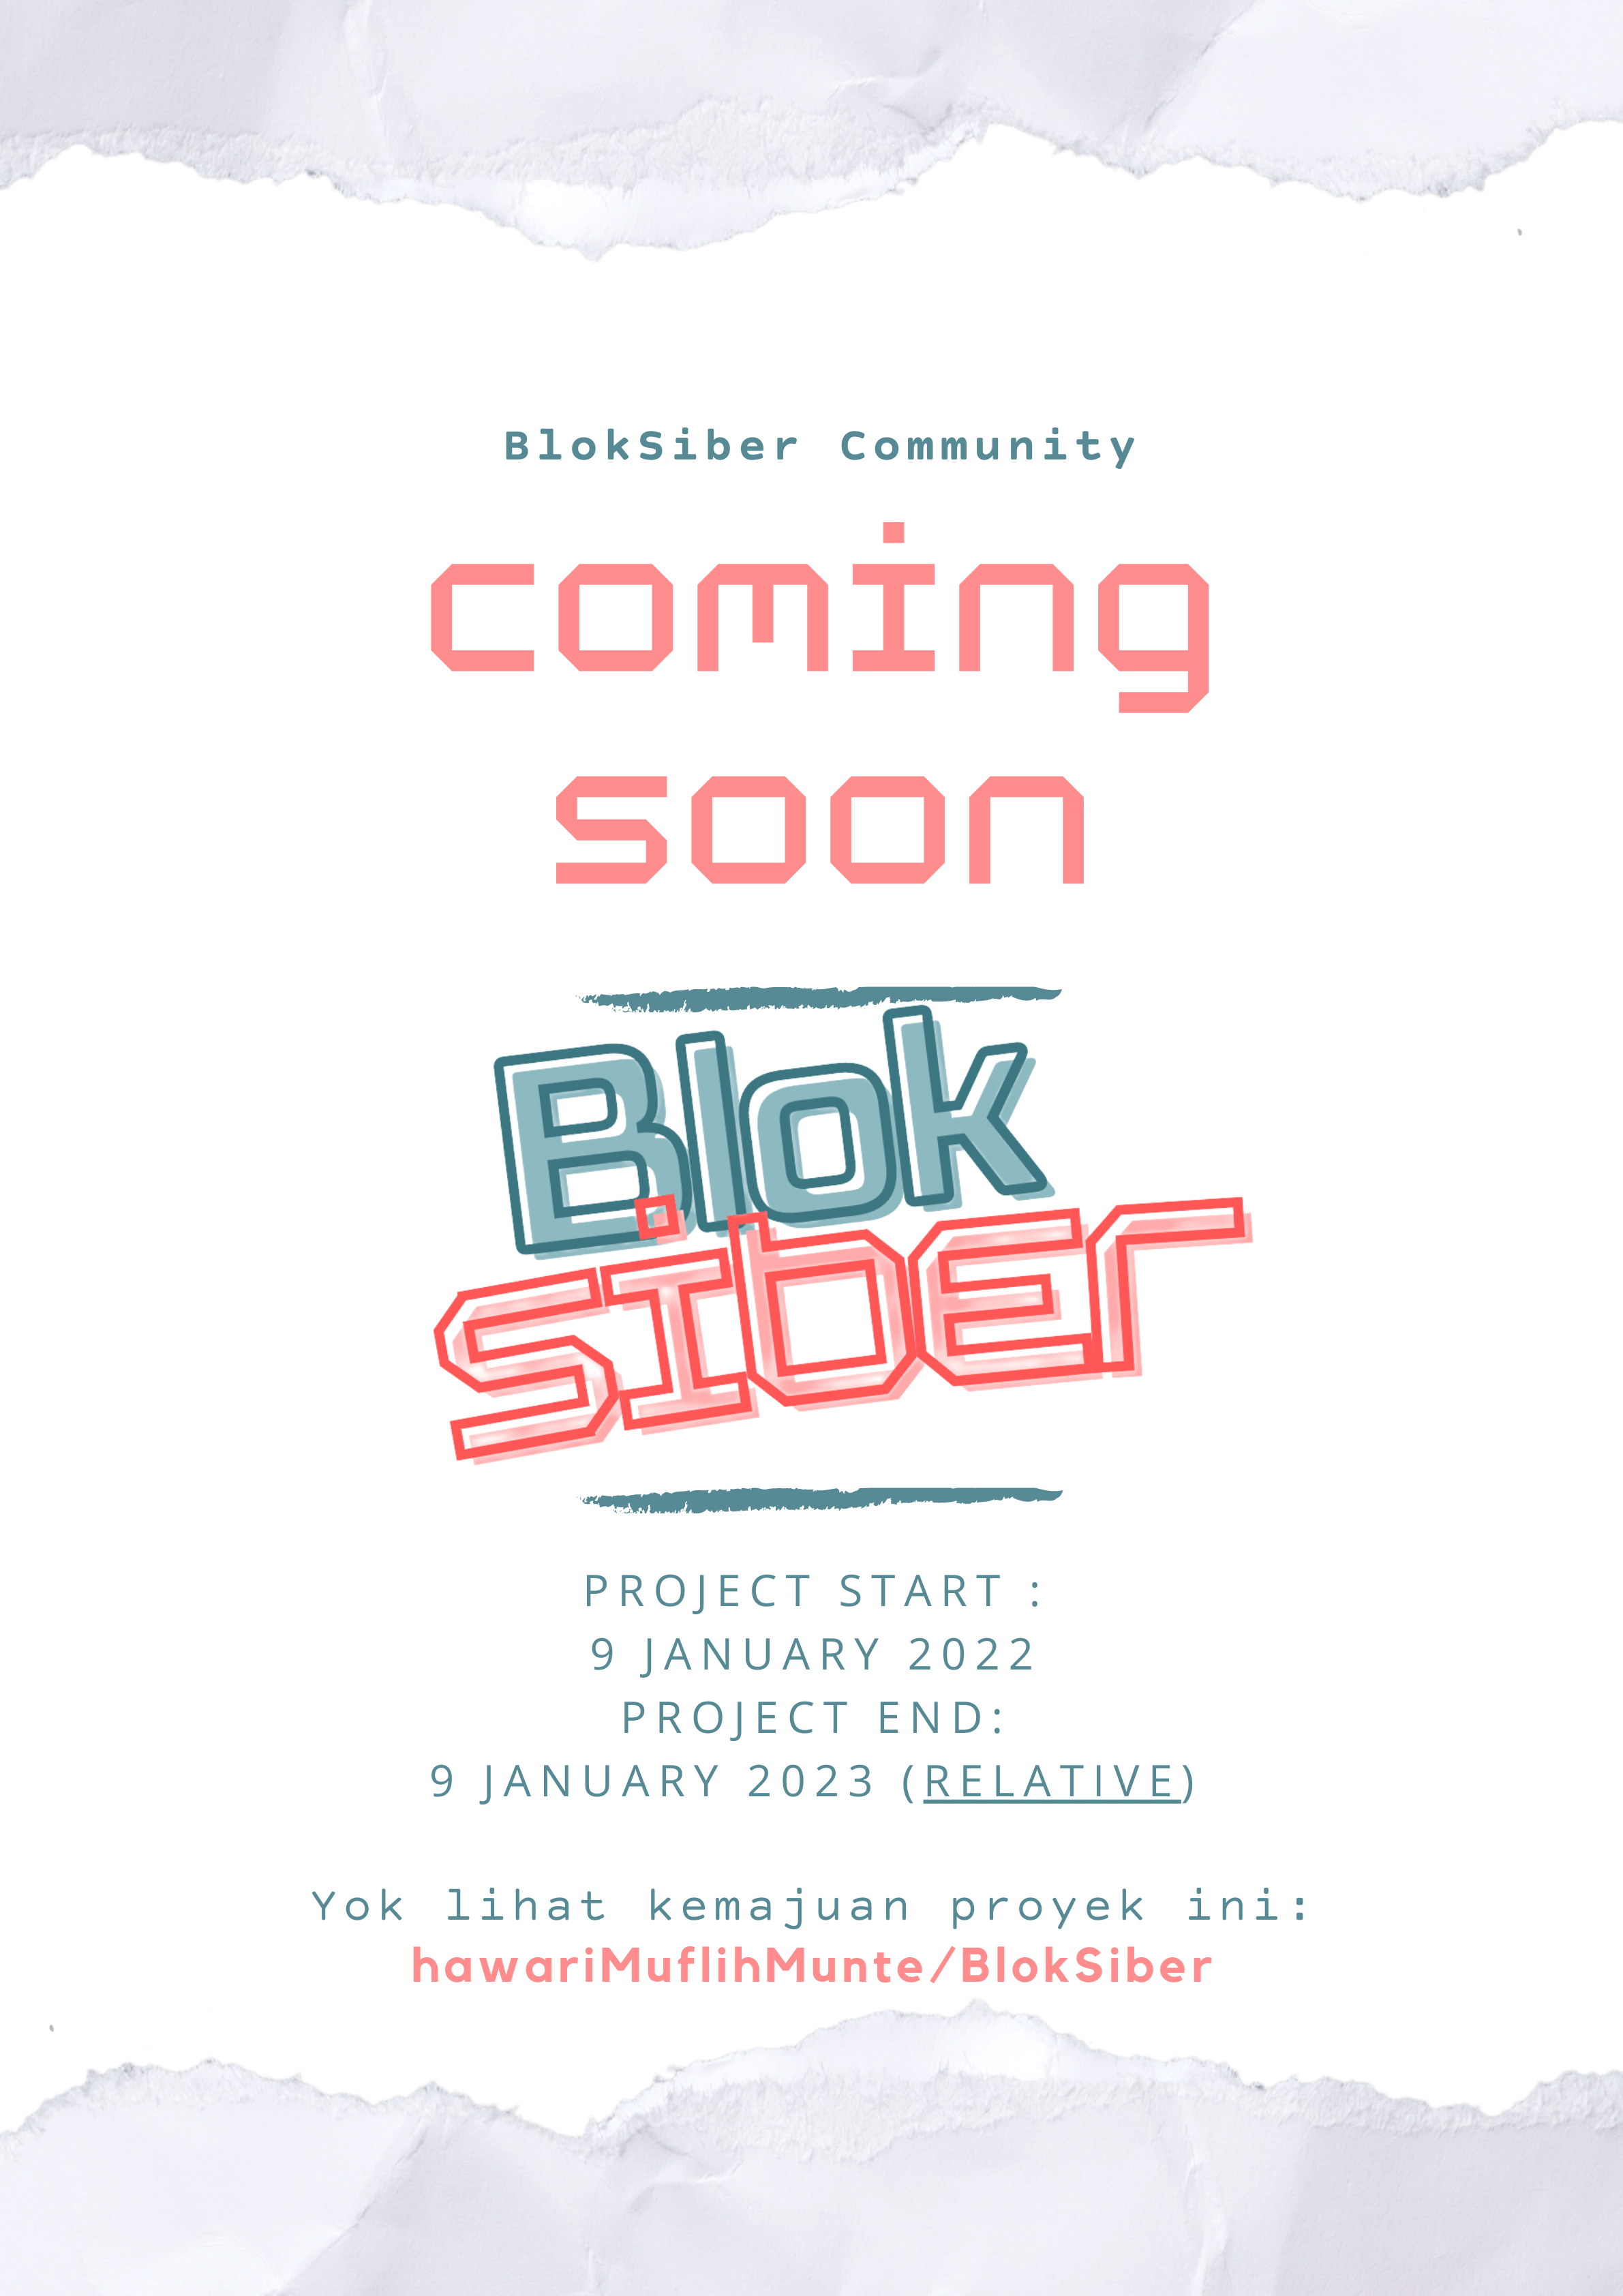 BlokSiber Community
coming
soon
Blok
siber
PROJECT START :
9 JANUARY 2022
PROJECT END:
9 JANUARY 2023 (RELATIVE)
Yok lihat kemajuan proyek ini:
hawariMuflihMunte/BlokSiber